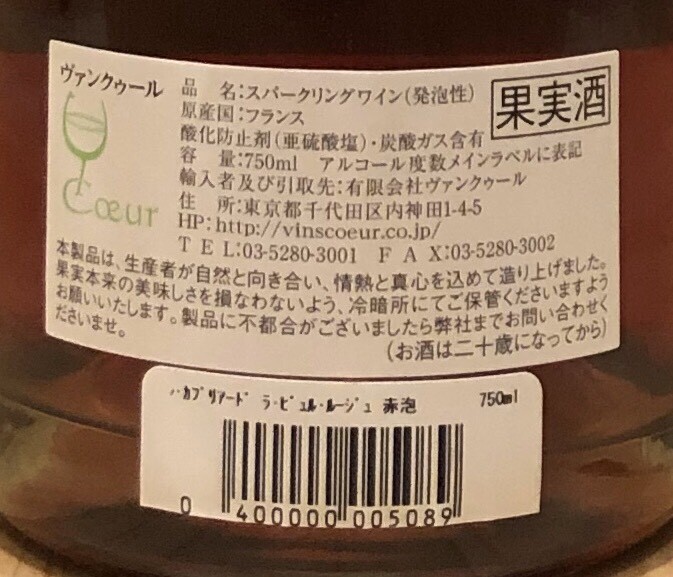 ヴァンクゥール
Cœur
果実酒
品 名:スパークリングワイン(発泡性)
原産国:フランス
酸化防止剤(亜硫酸塩)・炭酸ガス含有
容 量:750ml アルコール度数メインラベルに表記
輸入者及び引取先:有限会社ヴァンクゥール
住 所:東京都千代田区内神田1-4-5
HP:http://vinscoeur.co.jp/
TEL:03-5280-3001 FAX:03-5280-3002
本製品は、生産者が自然と向き合い、情熱と真心を込めて造り上げました。
果実本来の美味しさを損なわないよう、冷暗所にてご保管くださいますよう
お願いいたします。製品に不都合がございましたら弊社までお問い合わせく
ださいませ。
(お酒は二十歳になってから)
カプリアード ラ・ピュル・ルージュ 赤泡 750ml
0 400000 005089